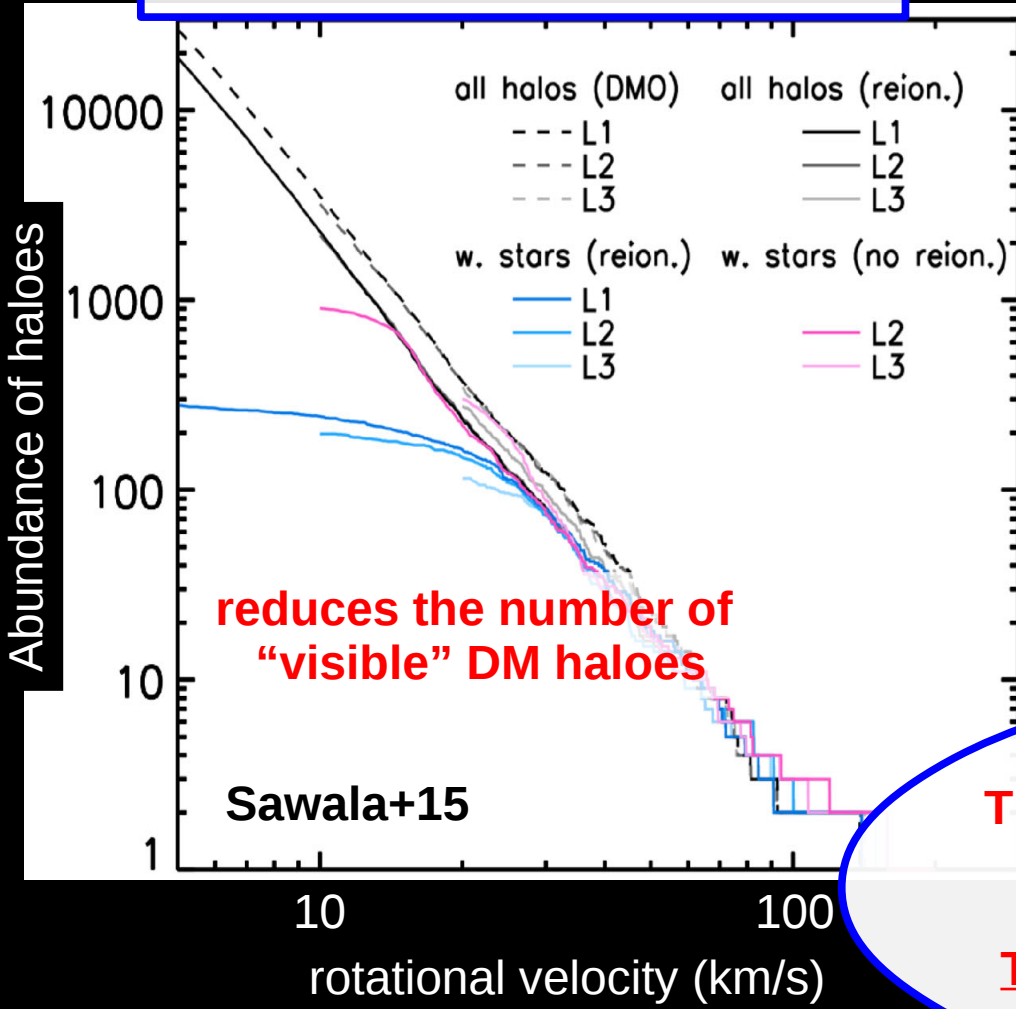 all halos (DMO) all halos (reion.)
L1 L1
L2 L2
L3 L3
w. stars (reion.) w. stars (no reion.)
L1
L2 L2
L3 L3
10000
1000
100
10
1
Abundance of haloes
reduces the number of
“visible” DM haloes
Sawala+15
T
10 100
T
rotational velocity (km/s)